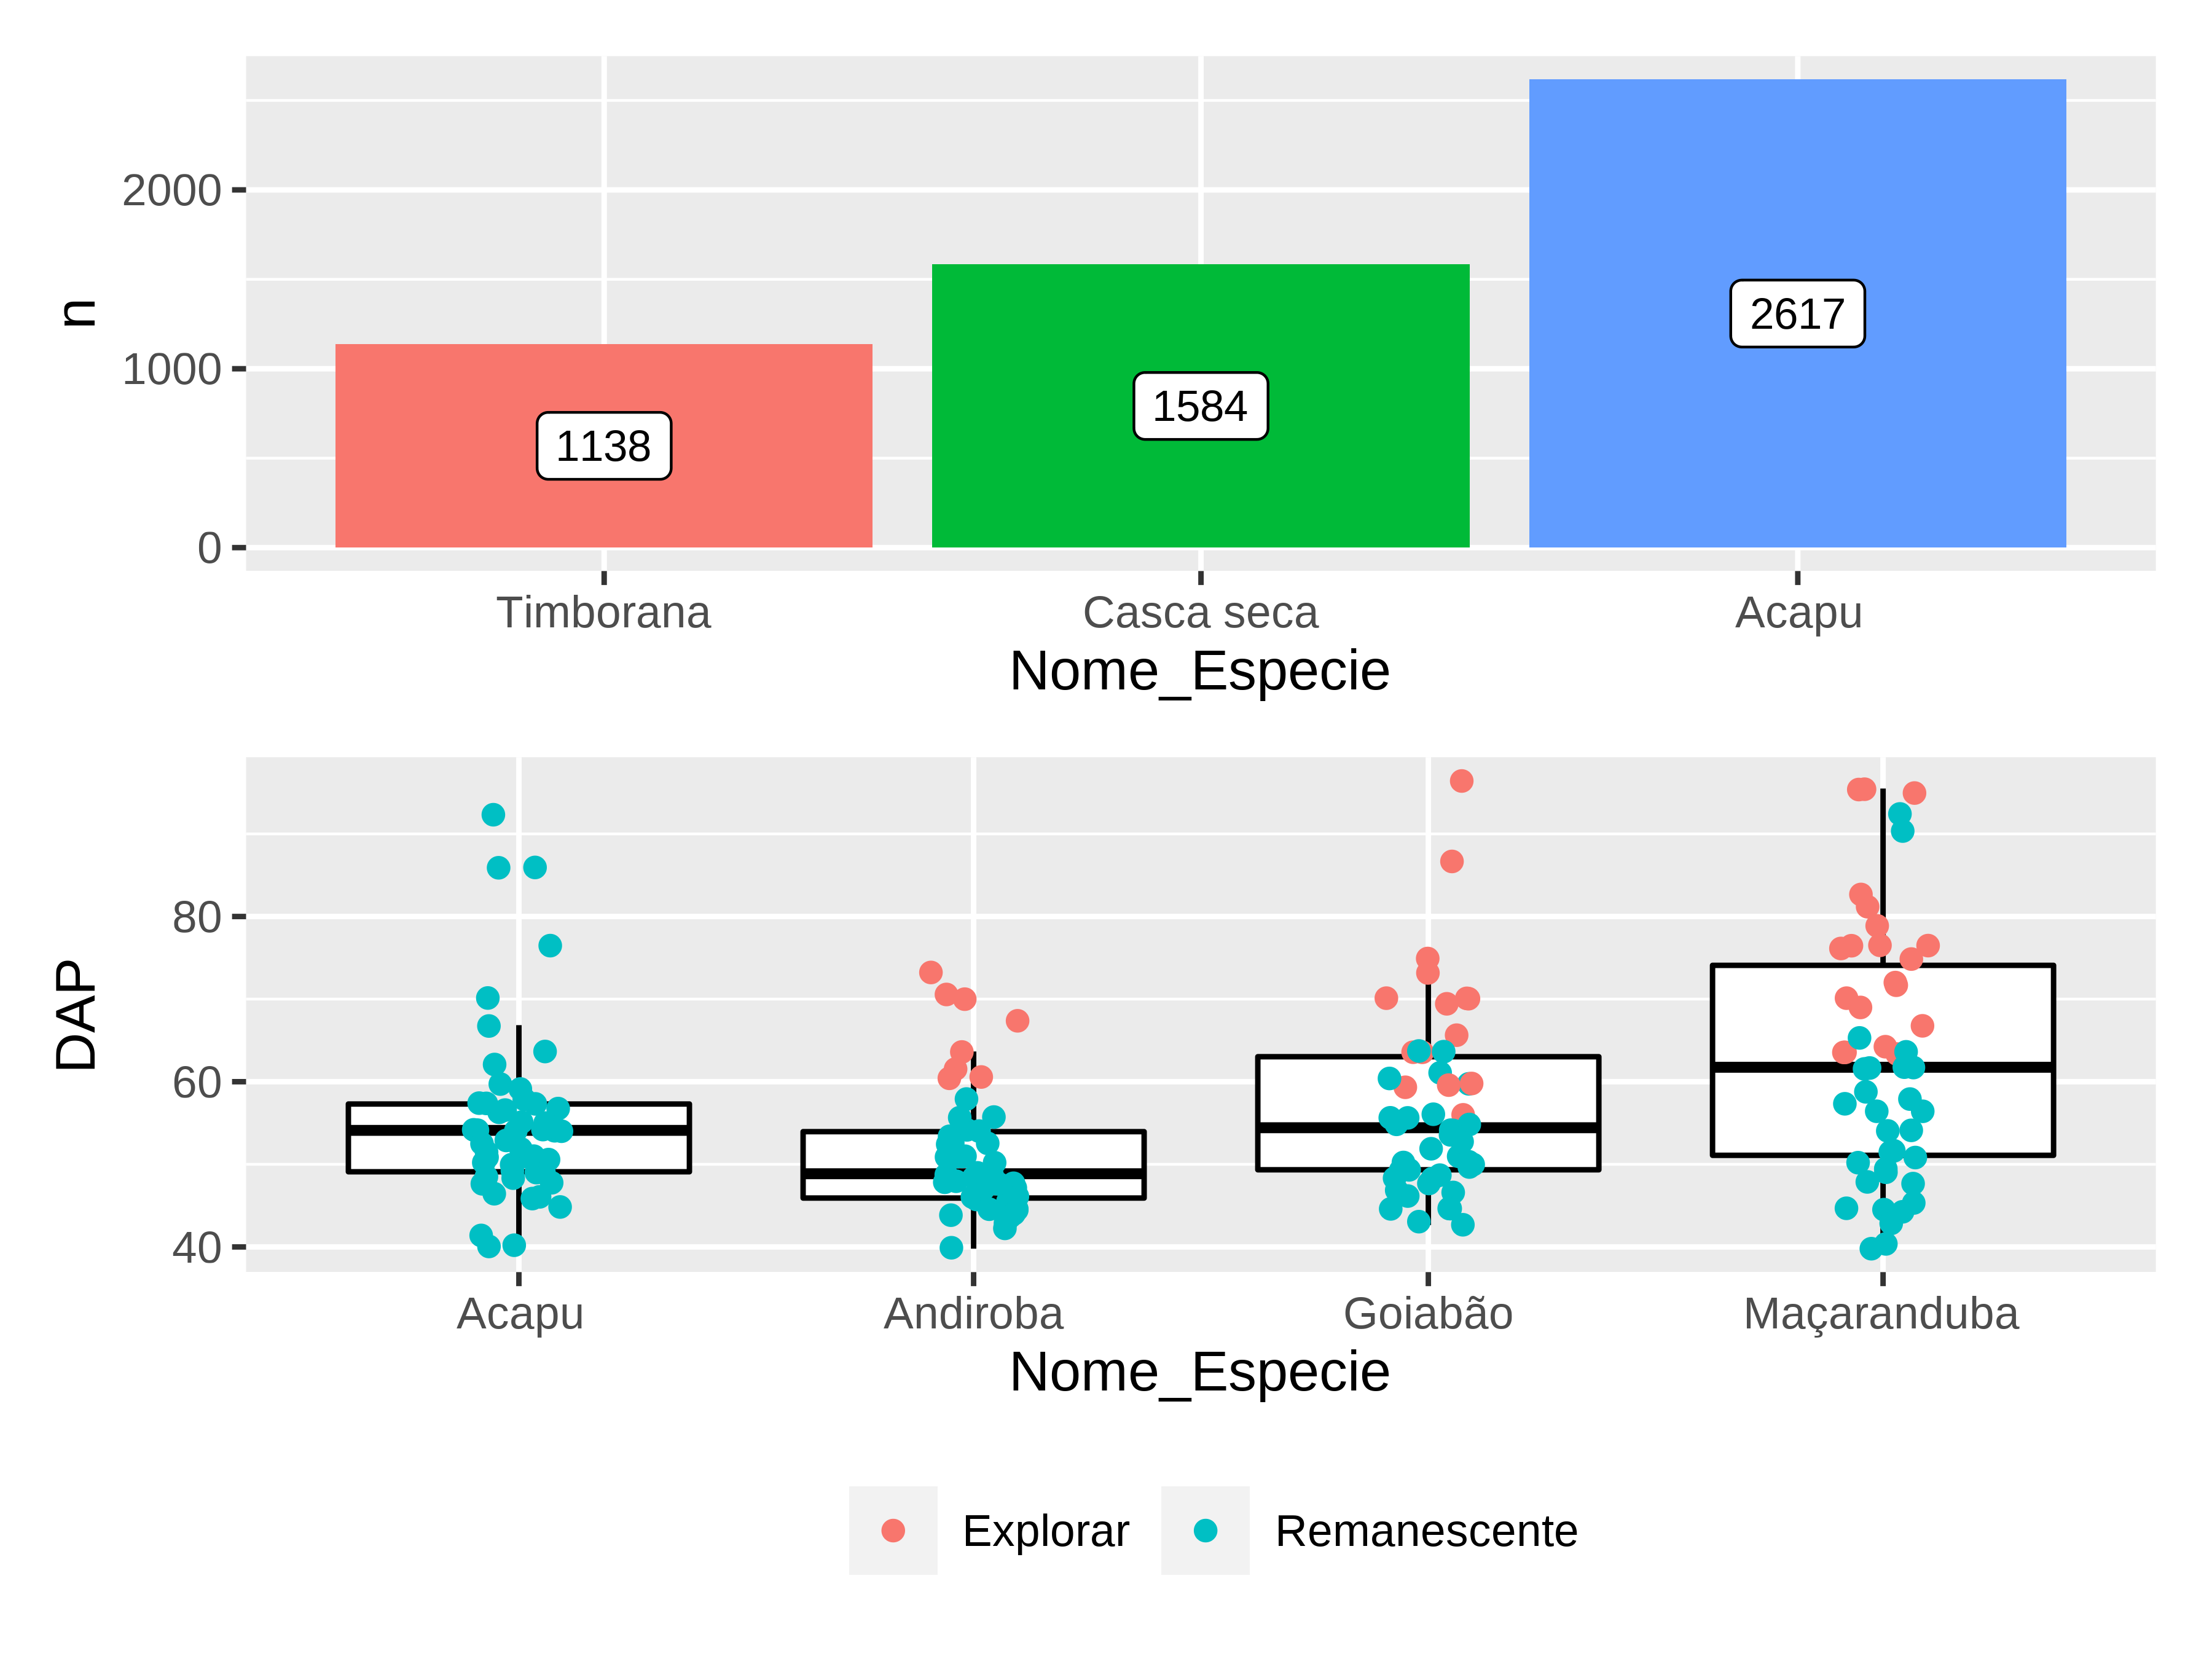 n
2000
1000
0
1138
1584
2617
Timborana Casca seca Acapu
Nome_Especie
DAP
80
60
40
Acapu Andiroba Goiabão Maçaranduba
Nome_Especie
Explorar Remanescente